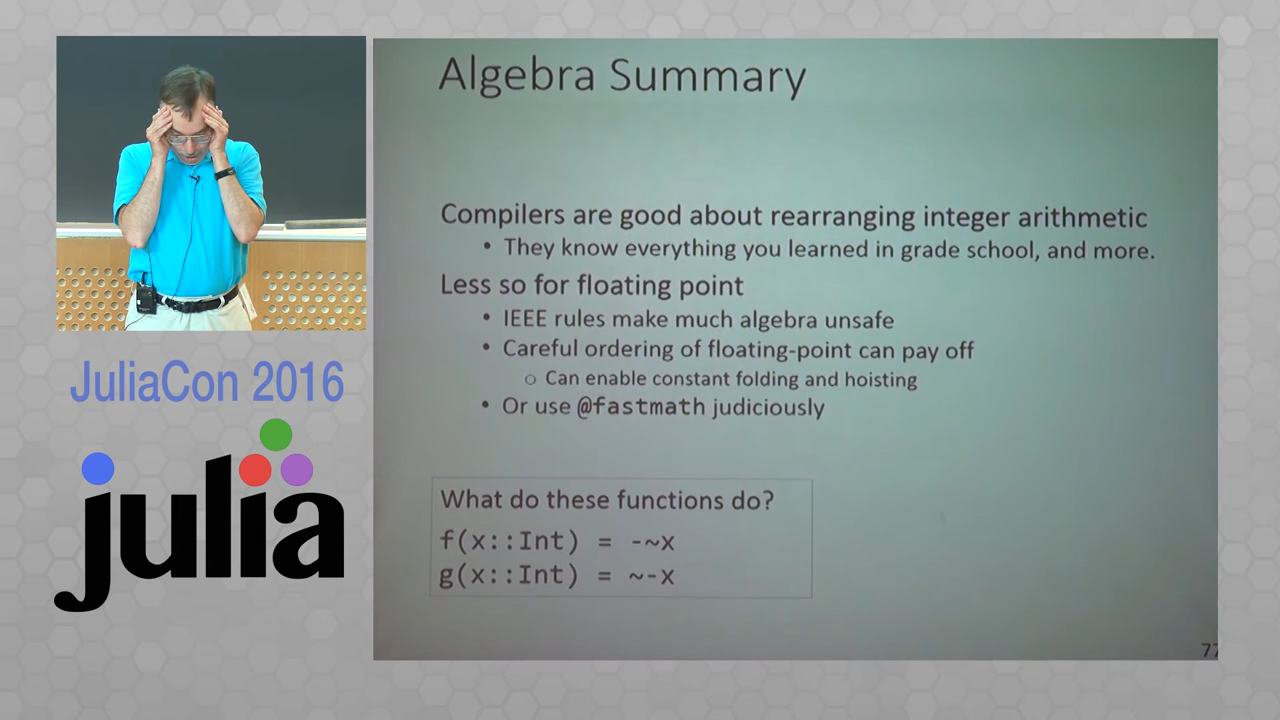 Algebra Summary
Compilers are good about rearranging integer arithmetic
• They know everything you learned in grade school, and more.
Less so for floating point
• IEEE rules make much algebra unsafe
• Careful ordering of floating-point can pay off
○ Can enable constant folding and hoisting
• Or use @fastmath judiciously
What do these functions do?
f(x::Int) = -~x
g(x::Int) = ~-x
77
JuliaCon 2016
julia